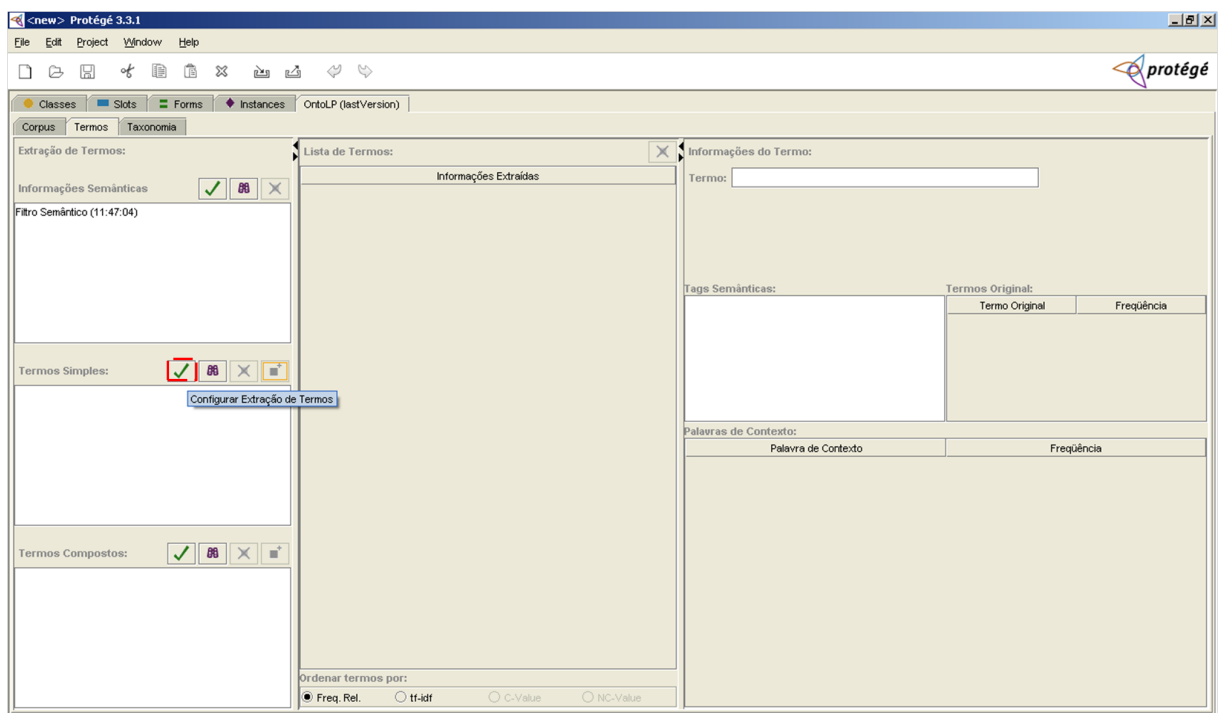 <new> Protégé 3.3.1
File Edit Project Window Help
protégé
Classes Slots Forms Instances OntoLP (lastVersion)
Corpus Termos Taxonomia
Extração de Termos:
Informações Semânticas
Filtro Semântico (11:47:04)
Termos Simples:
Configurar Extração de Termos
Termos Compostos:
Lista de Termos:
Informações Extraídas
Ordenar termos por:
Freq. Rel. tf-idf C-Value NC-Value
Informações do Termo:
Termo:
Tags Semânticas:
Termos Original:
Termo Original Freqüência
Palavras de Contexto:
Palavra de Contexto Freqüência